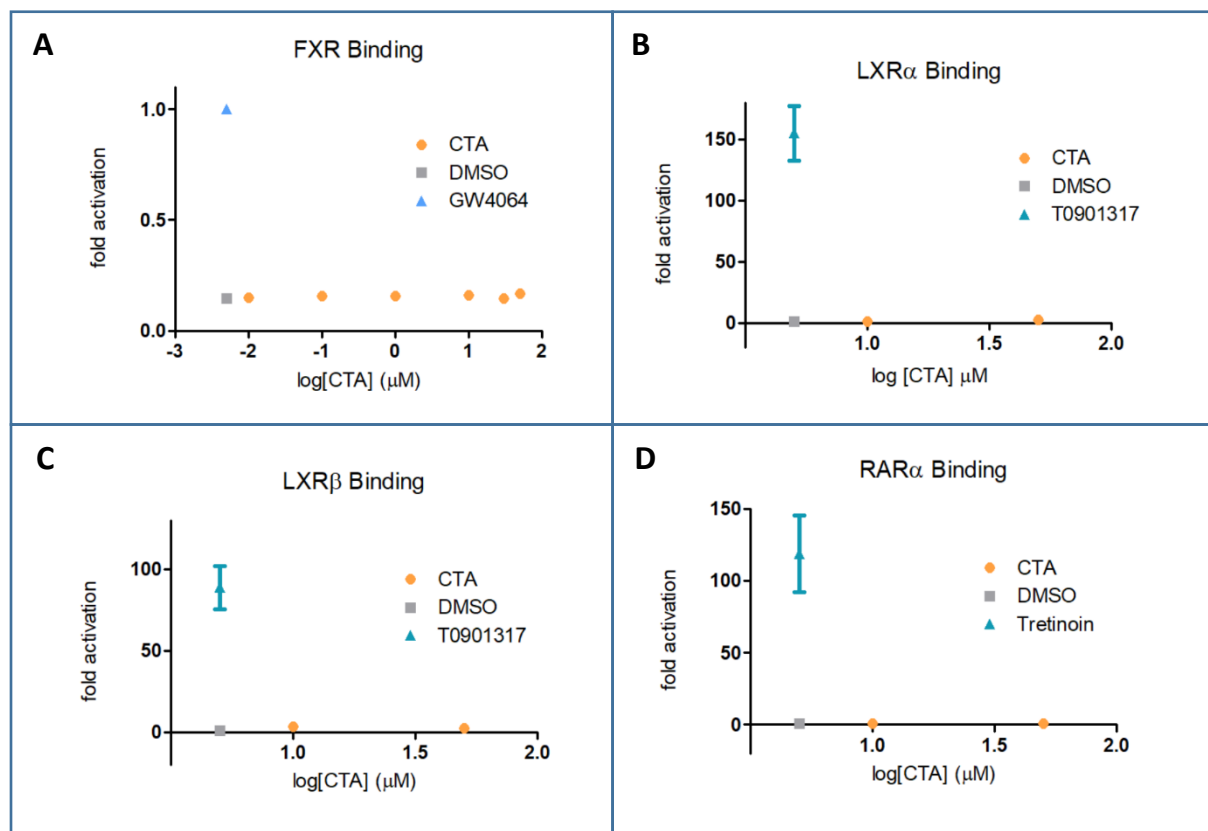 A
FXR Binding
fold activation
1.0
0.5
0.0
-3 -2 -1 0 1 2
log[CTA] (μM)
CTA
DMSO
GW4064
B
LXRα Binding
fold activation
150
100
50
0
1.0 1.5 2.0
log [CTA] μM
CTA
DMSO
T0901317
C
LXRβ Binding
fold activation
100
50
0
1.0 1.5 2.0
log[CTA] (μM)
CTA
DMSO
T0901317
D
RARα Binding
fold activation
150
100
50
0
1.0 1.5 2.0
log[CTA] (μM)
CTA
DMSO
Tretinoin